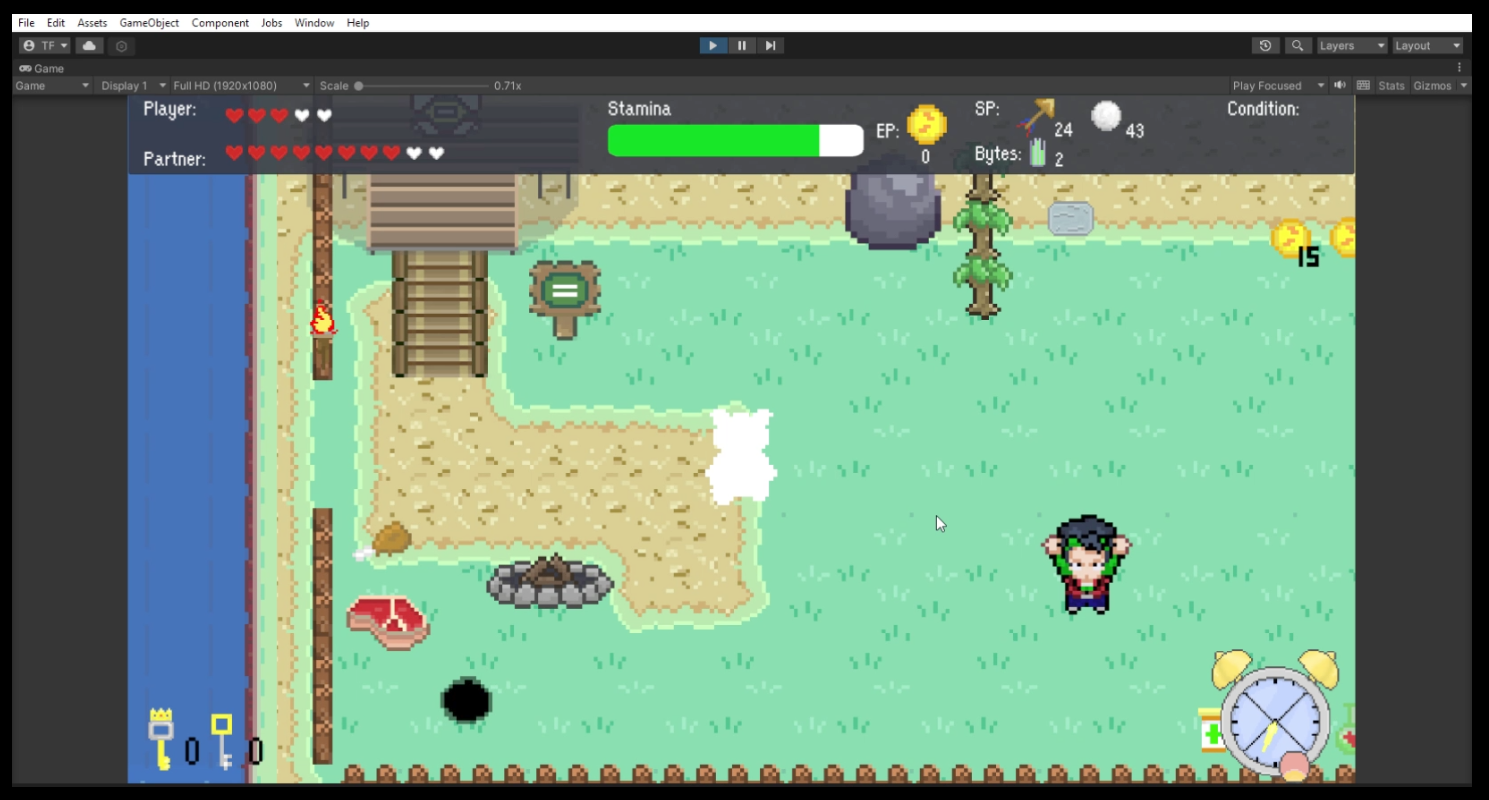 File Edit Assets GameObject Component Jobs Window Help
TF Layers Layout
Game
Game Display 1 Full HD (1920x1080) Scale 0.71x Play Focused Stats Gizmos
Player: Stamina SP: Condition:
EP: 24 43
Partner: 0 Bytes: 2
15
0 0